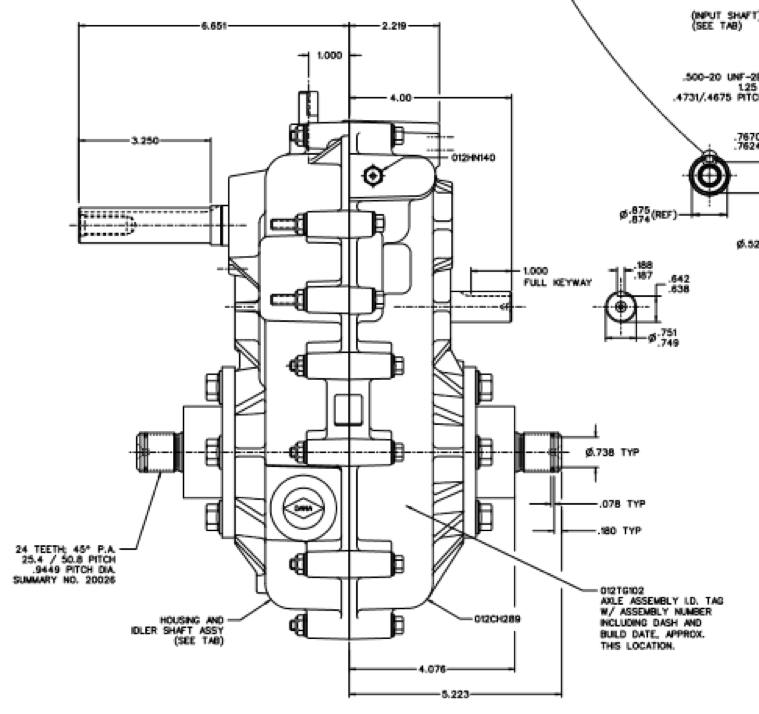 6.651
2.219
(INPUT SHAFT)
(SEE TAB)
1.000
.500-20 UNF-2B
1.25
.4731/.4675 PITCH
4.00
3.250
012HN140
.7670
.7624
Ø.875
.874 (REF)
Ø.52
1.000
FULL KEYWAY
.188
.187
.642
.638
Ø.751
.749
Ø.738 TYP
DANA
.078 TYP
.180 TYP
24 TEETH; 45° P.A.
25.4 / 50.8 PITCH
.9449 PITCH DIA.
SUMMARY NO. 20026
HOUSING AND
IDLER SHAFT ASSY
(SEE TAB)
012CH289
012TG102
AXLE ASSEMBLY I.D. TAG
W/ ASSEMBLY NUMBER
INCLUDING DASH AND
BUILD DATE, APPROX.
THIS LOCATION.
4.076
5.223